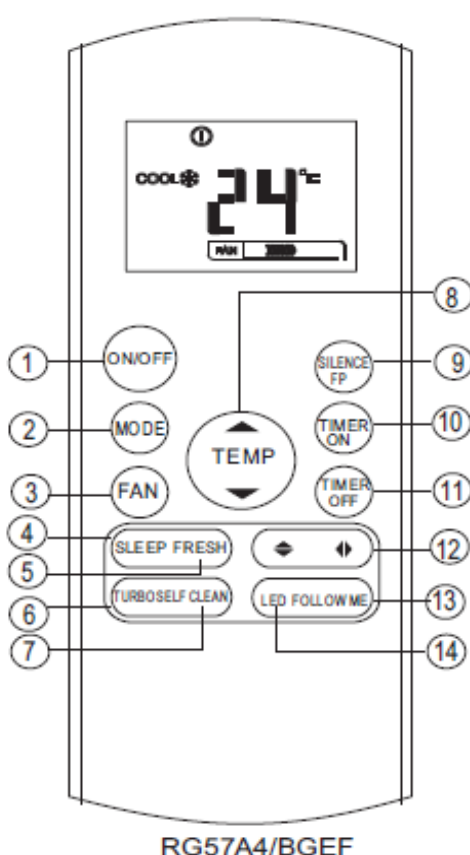 COOL 24 °C
FAN
8
1 ON/OFF SILENCE FP 9
2 MODE TEMP TIMER ON 10
3 FAN TIMER OFF 11
4 SLEEP FRESH 12
5
6 TURBO SELF CLEAN LED FOLLOW ME 13
7 14
RG57A4/BGEF